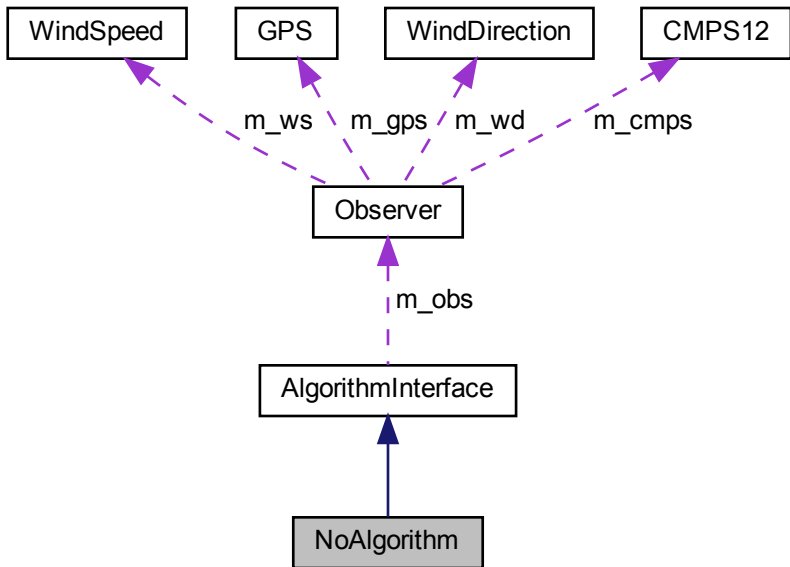 WindSpeed
GPS
WindDirection
CMPS12
m_ws
m_gps
m_wd
m_cmps
Observer
m_obs
AlgorithmInterface
NoAlgorithm